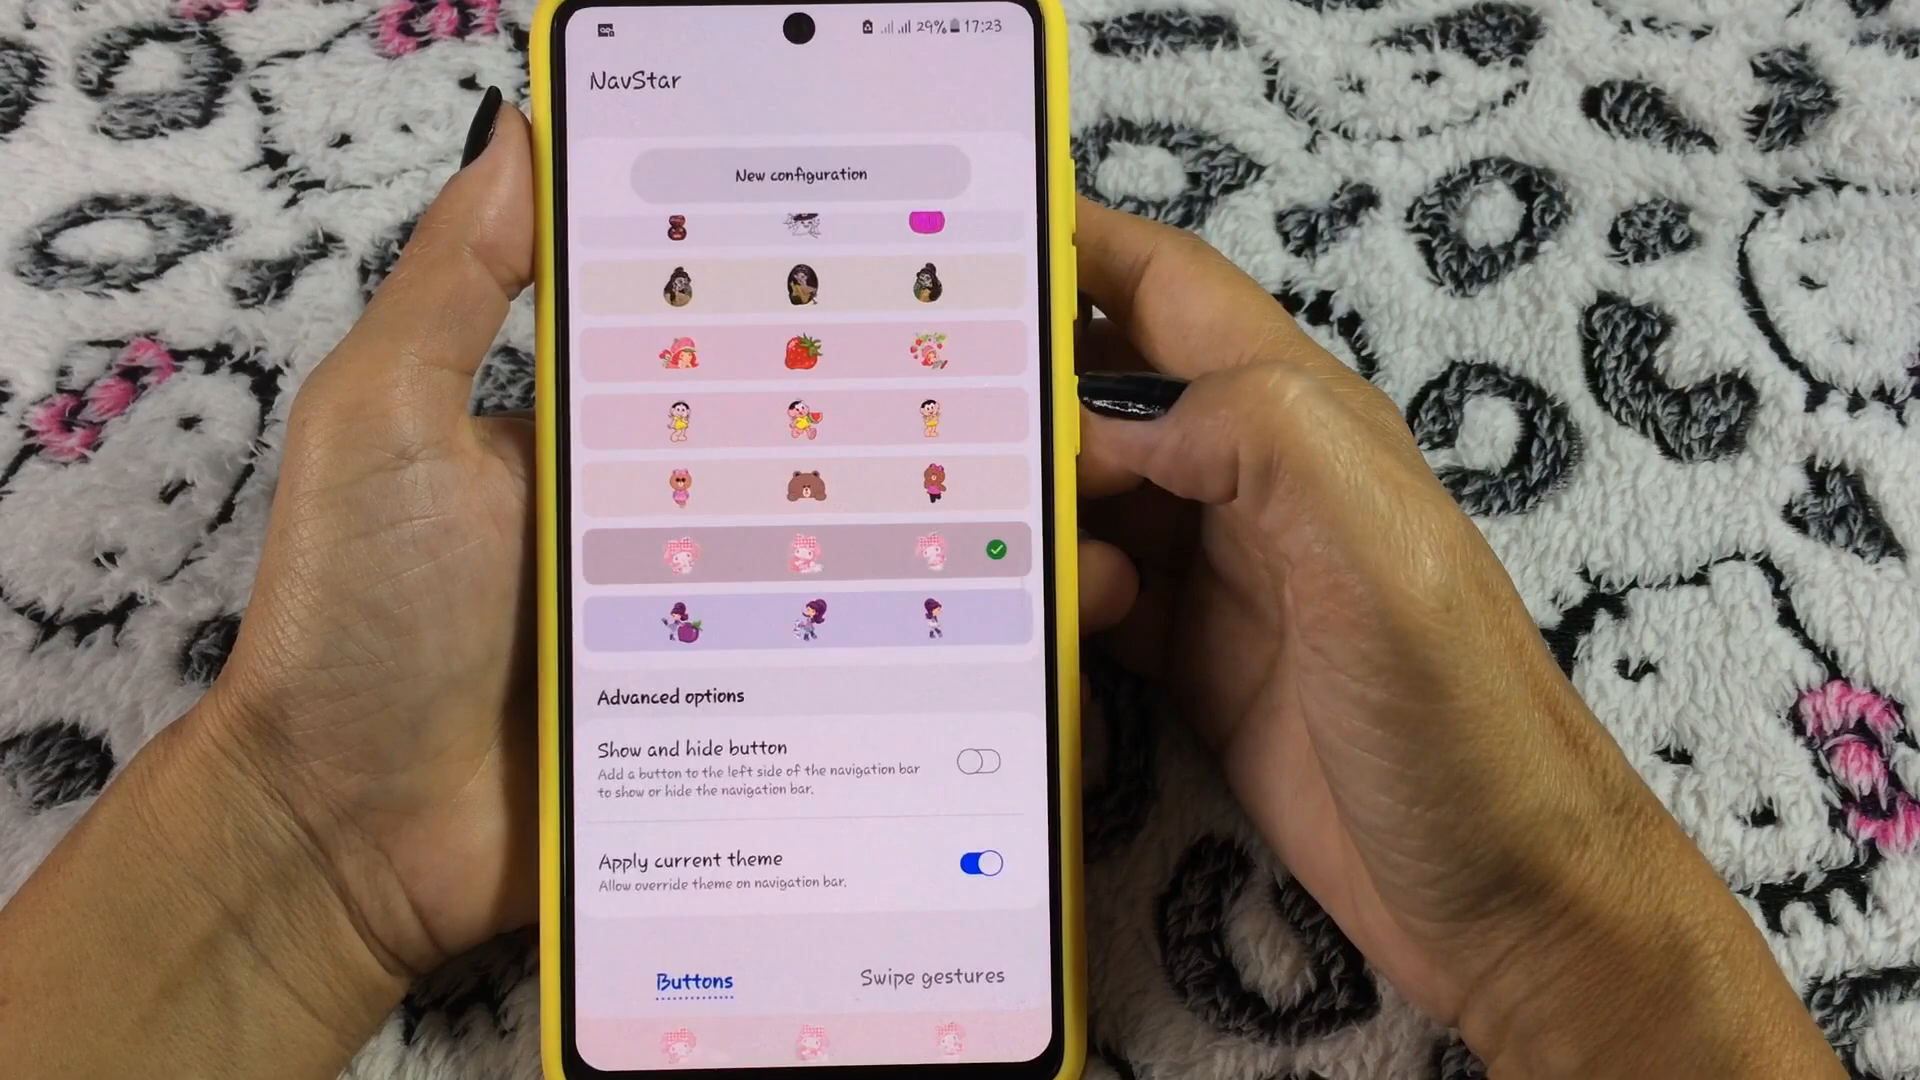 29% 17:23
NavStar
New configuration
Advanced options
Show and hide button
Add a button to the left side of the navigation bar
to show or hide the navigation bar.
Apply current theme
Allow override theme on navigation bar.
Buttons
Swipe gestures